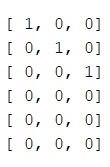 [ 1, 0, 0]
[ 0, 1, 0]
[ 0, 0, 1]
[ 0, 0, 0]
[ 0, 0, 0]
[ 0, 0, 0]